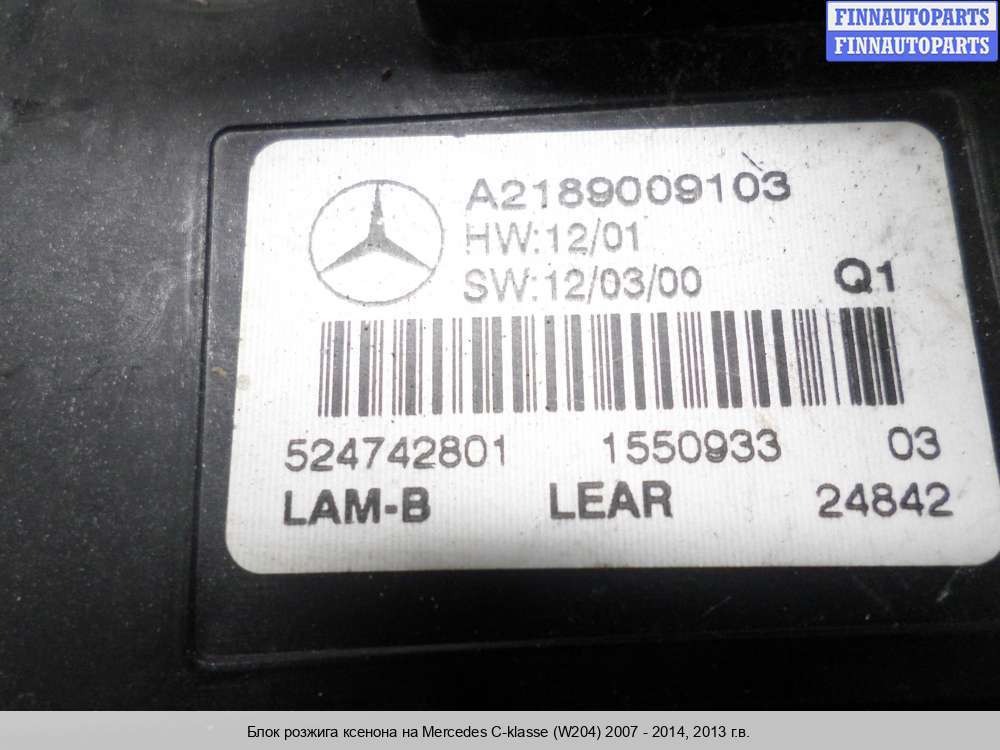 FINNAUTOPARTS
FINNAUTOPARTS
A2189009103
HW:12/01
SW:12/03/00 Q1
524742801 1550933 03
LAM-B LEAR 24842
Блок розжига ксенона на Mercedes C-klasse (W204) 2007 - 2014, 2013 г.в.